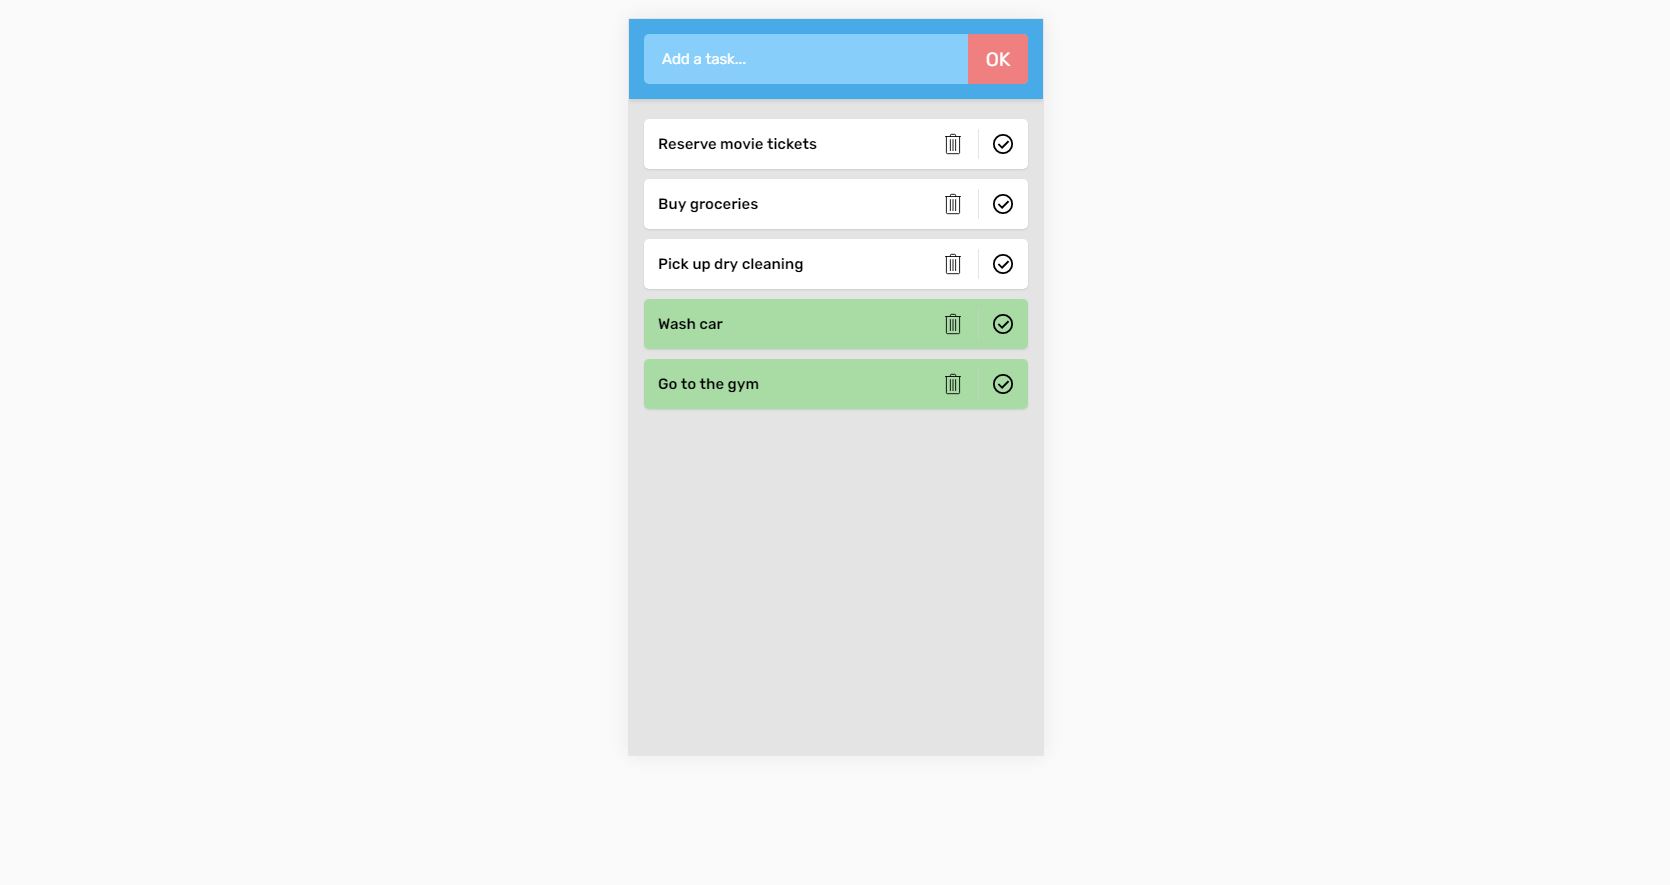 Add a task...
OK
Reserve movie tickets
Buy groceries
Pick up dry cleaning
Wash car
Go to the gym